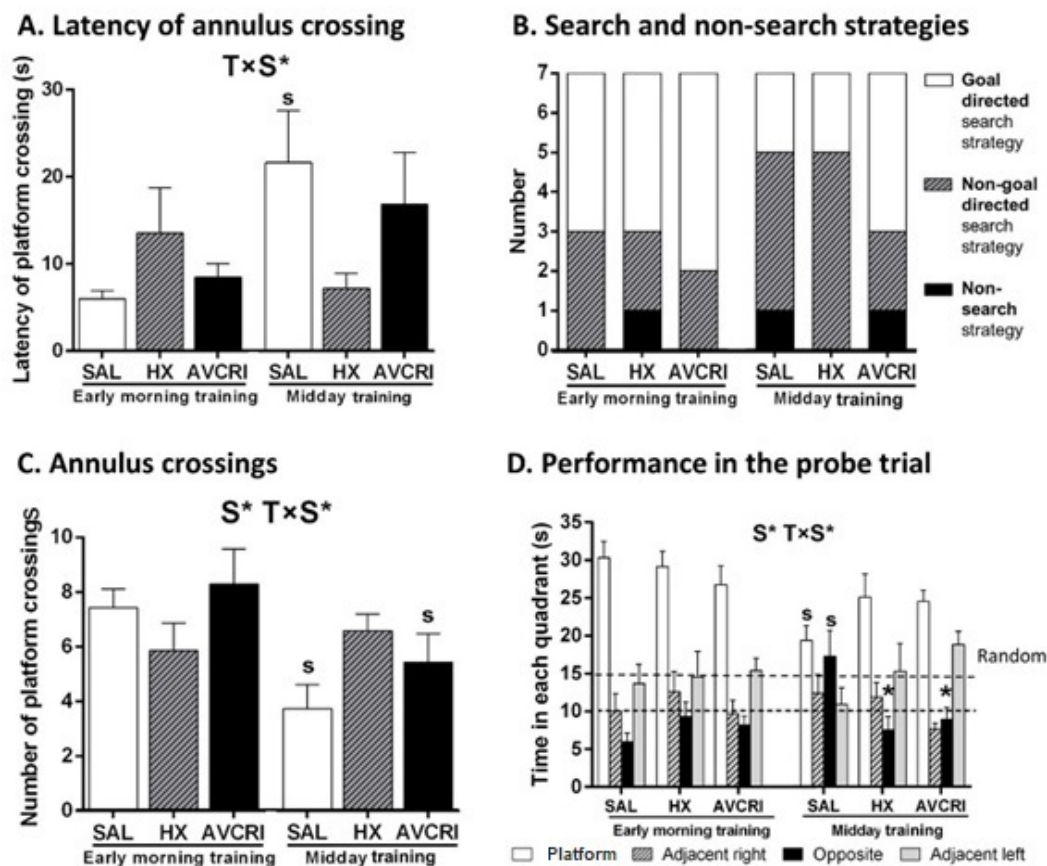 A. Latency of annulus crossing
T×S*
Latency of platform crossing (s)
30
20
10
0
s
SAL HX AVCRI SAL HX AVCRI
Early morning training Midday training
B. Search and non-search strategies
Number
7
6
5
4
3
2
1
0
SAL HX AVCRI SAL HX AVCRI
Early morning training Midday training
Goal
directed
search
strategy
Non-goal
directed
search
strategy
Non-
search
strategy
C. Annulus crossings
S* T×S*
Number of platform crossings
10
8
6
4
2
0
s
s
SAL HX AVCRI SAL HX AVCRI
Early morning training Midday training
D. Performance in the probe trial
S* T×S*
Time in each quadrant (s)
35
30
25
20
15
10
5
0
s s
* *
Random
SAL HX AVCRI SAL HX AVCRI
Early morning training Midday training
Platform Adjacent right Opposite Adjacent left